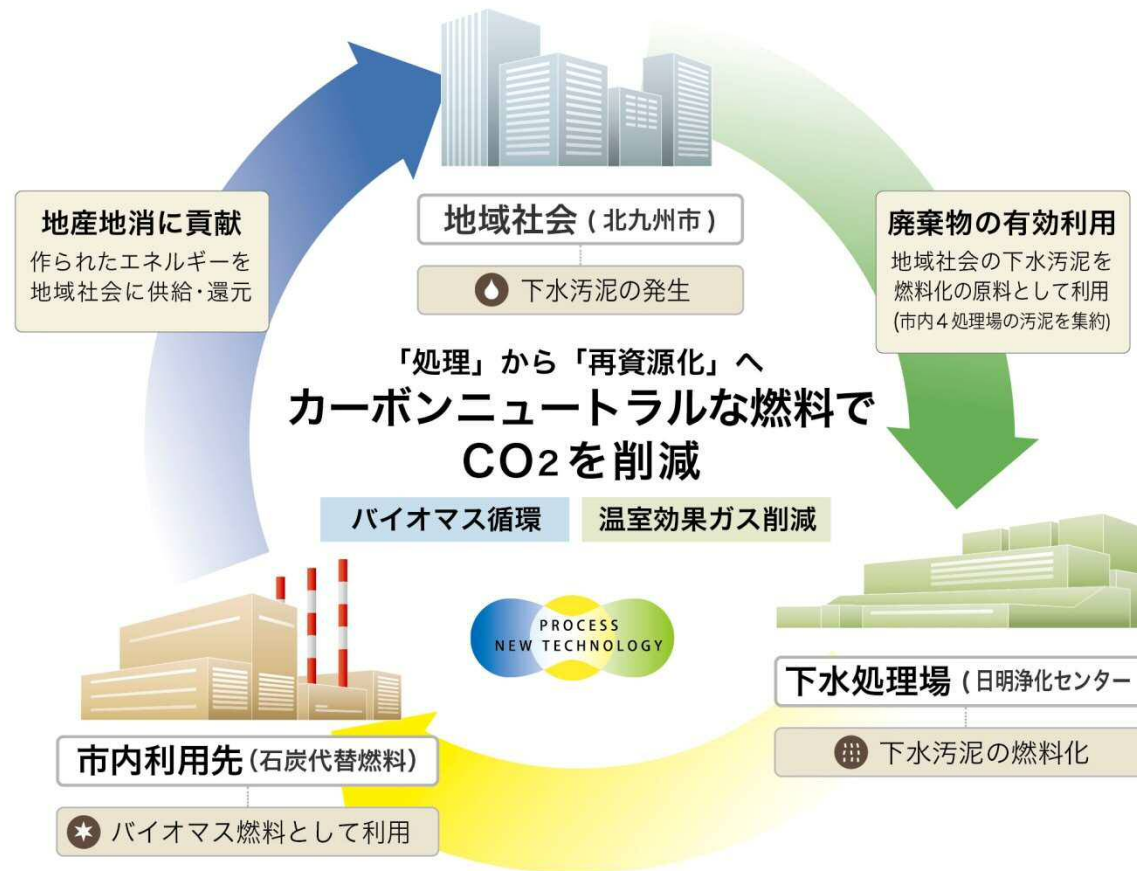 地域社会(北九州市)
下水汚泥の発生
廃棄物の有効利用
地域社会の下水汚泥を
燃料化の原料として利用
(市内4処理場の汚泥を集約)
地産地消に貢献
作られたエネルギーを
地域社会に供給・還元
「処理」から「再資源化」へ
カーボンニュートラルな燃料で
CO2を削減
バイオマス循環
温室効果ガス削減
PROCESS
NEW TECHNOLOGY
下水処理場(日明浄化センター
下水汚泥の燃料化
市内利用先(石炭代替燃料)
バイオマス燃料として利用